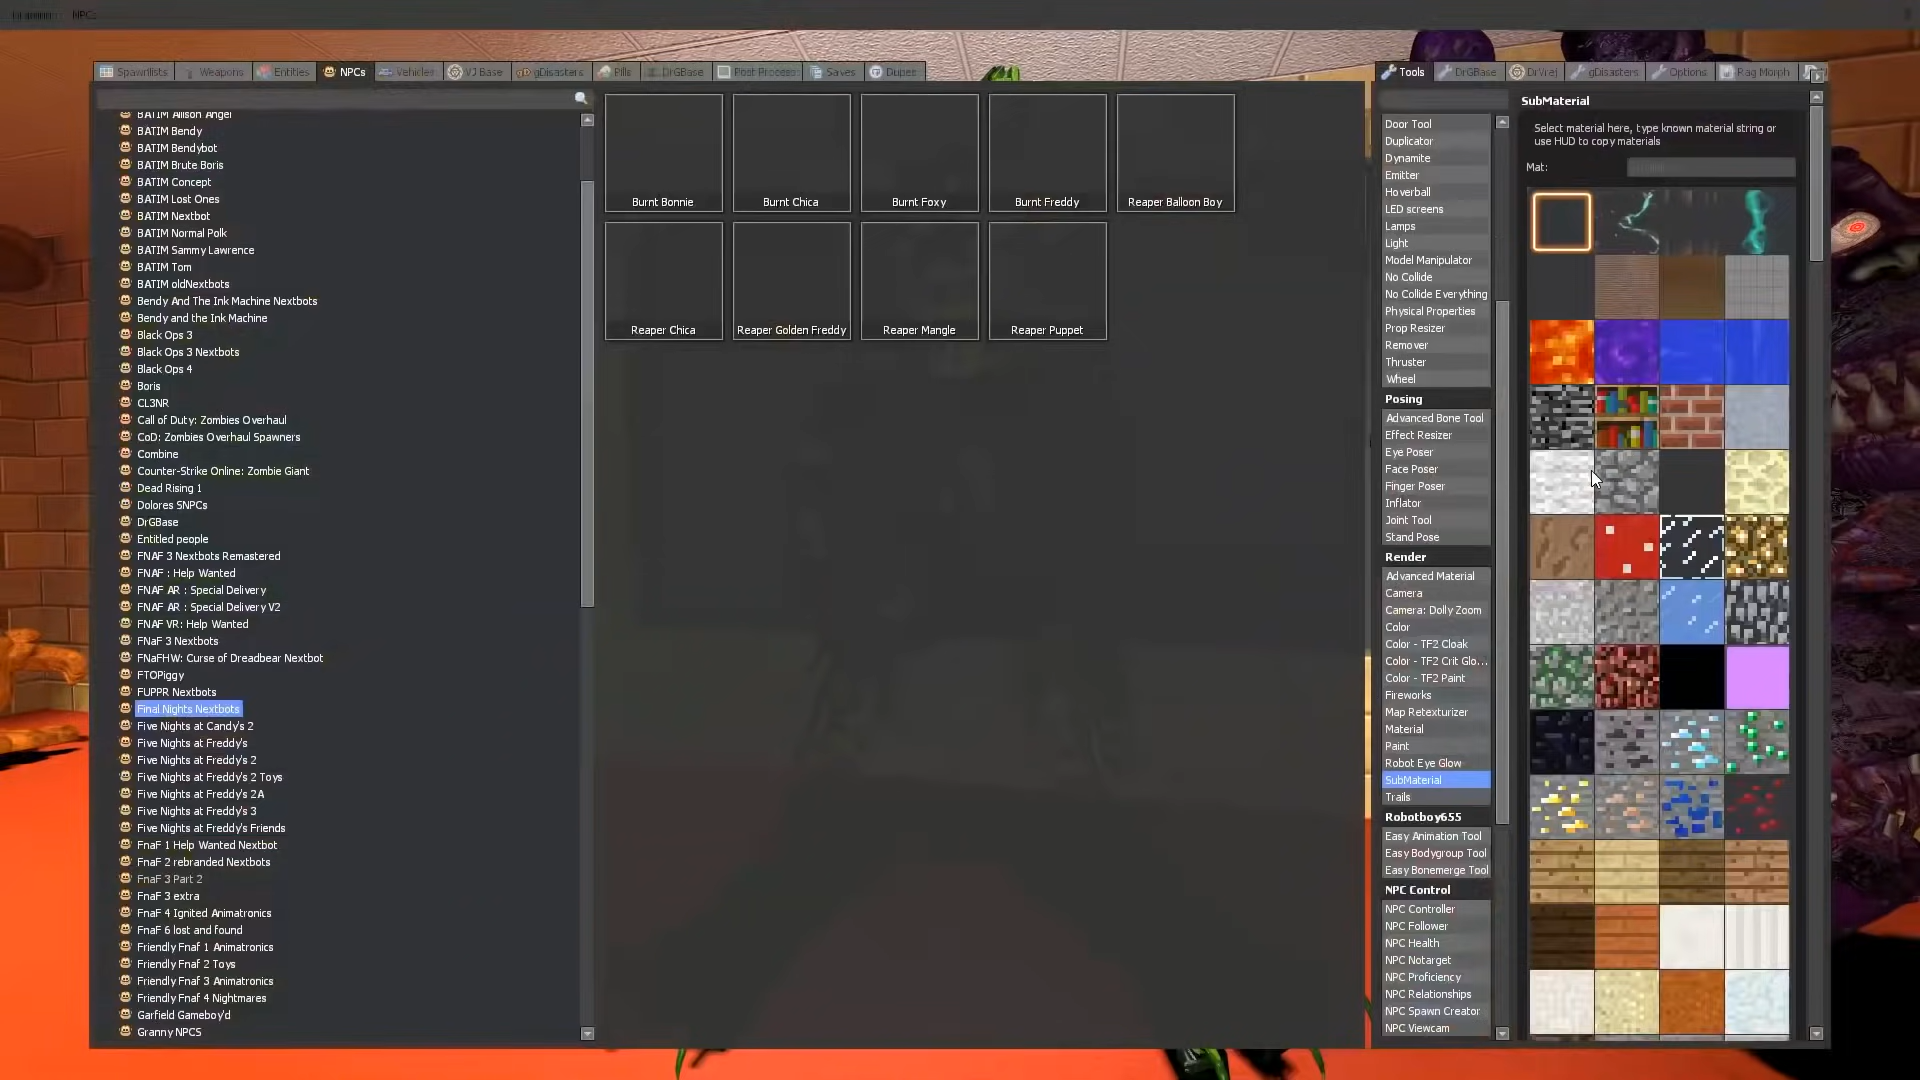 NPCs
Spawnlists
Weapons
Entities
NPCs
Vehicles
VJ Base
gDisasters
Pills
DrGBase
Post Process
Saves
Dupes
BATIM Allison Angel
BATIM Bendy
BATIM Bendybot
BATIM Brute Boris
BATIM Concept
BATIM Lost Ones
BATIM Nextbot
BATIM Normal Polk
BATIM Sammy Lawrence
BATIM Tom
BATIM oldNextbots
Bendy And The Ink Machine Nextbots
Bendy and the Ink Machine
Black Ops 3
Black Ops 3 Nextbots
Black Ops 4
Boris
CL3NR
Call of Duty: Zombies Overhaul
CoD: Zombies Overhaul Spawners
Combine
Counter-Strike Online: Zombie Giant
Dead Rising 1
Dolores SNPCs
DrGBase
Entitled people
FNAF 3 Nextbots Remastered
FNAF : Help Wanted
FNAF AR : Special Delivery
FNAF AR : Special Delivery V2
FNAF VR: Help Wanted
FNaF 3 Nextbots
FNaFHW: Curse of Dreadbear Nextbot
FTOPiggy
FUPPR Nextbots
Final Nights Nextbots
Five Nights at Candy's 2
Five Nights at Freddy's
Five Nights at Freddy's 2
Five Nights at Freddy's 2 Toys
Five Nights at Freddy's 2A
Five Nights at Freddy's 3
Five Nights at Freddy's Friends
FnaF 1 Help Wanted Nextbot
FnaF 2 rebranded Nextbots
FnaF 3 Part 2
FnaF 3 extra
FnaF 4 Ignited Animatronics
FnaF 6 lost and found
Friendly Fnaf 1 Animatronics
Friendly Fnaf 2 Toys
Friendly Fnaf 3 Animatronics
Friendly Fnaf 4 Nightmares
Garfield Gameboy'd
Granny NPCS
Burnt Bonnie
Burnt Chica
Burnt Foxy
Burnt Freddy
Reaper Balloon Boy
Reaper Chica
Reaper Golden Freddy
Reaper Mangle
Reaper Puppet
Tools
DrGBase
DrVrej
gDisasters
Options
Rag Morph
Door Tool
Duplicator
Dynamite
Emitter
Hoverball
LED screens
Lamps
Light
Model Manipulator
No Collide
No Collide Everything
Physical Properties
Prop Resizer
Remover
Thruster
Wheel
Posing
Advanced Bone Tool
Effect Resizer
Eye Poser
Face Poser
Finger Poser
Inflator
Joint Tool
Stand Pose
Render
Advanced Material
Camera
Camera: Dolly Zoom
Color
Color - TF2 Cloak
Color - TF2 Crit Glo...
Color - TF2 Paint
Fireworks
Map Retexturizer
Material
Paint
Robot Eye Glow
SubMaterial
Trails
Robotboy655
Easy Animation Tool
Easy Bodygroup Tool
Easy Bonemerge Tool
NPC Control
NPC Controller
NPC Follower
NPC Health
NPC Notarget
NPC Proficiency
NPC Relationships
NPC Spawn Creator
NPC Viewcam
SubMaterial
Select material here, type known material string or
use HUD to copy materials
Mat: